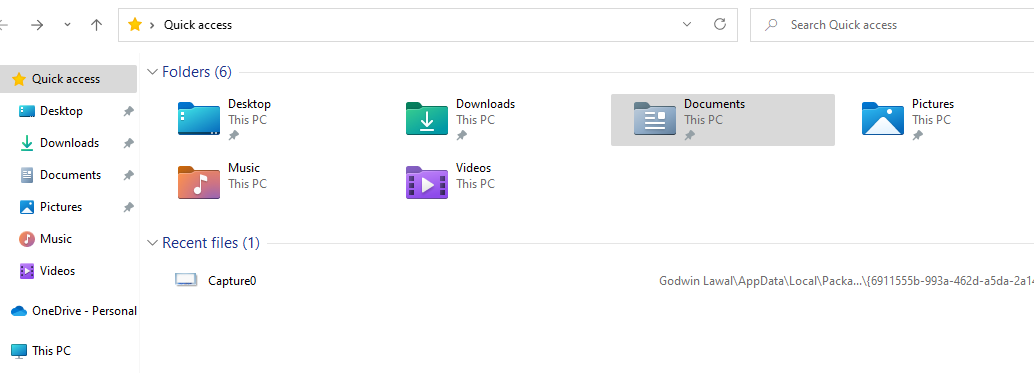 Quick access
Search Quick access
Quick access
Desktop
Downloads
Documents
Pictures
Music
Videos
OneDrive - Personal
This PC
Folders (6)
Desktop
This PC
Downloads
This PC
Documents
This PC
Pictures
This PC
Music
This PC
Videos
This PC
Recent files (1)
Capture0
Godwin Lawal\AppData\Local\Packa...\{6911555b-993a-462d-a5da-2a14